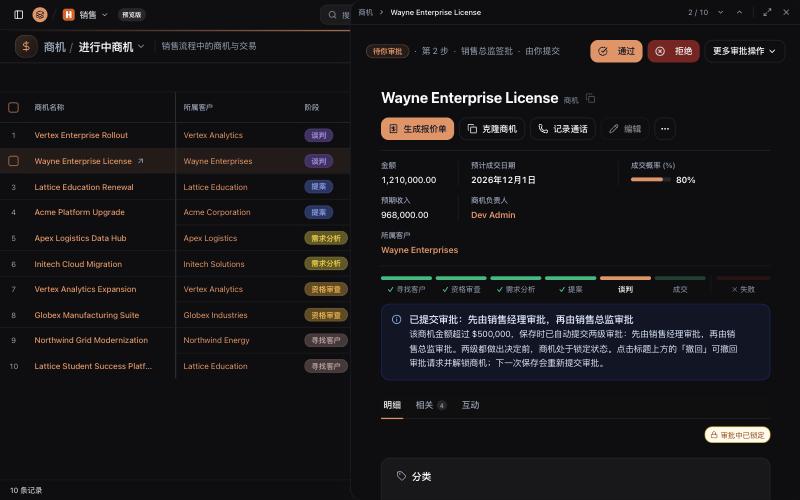 销售
预览版
搜
商机 / 进行中商机
销售流程中的商机与交易
商机名称 所属客户 阶段
1 Vertex Enterprise Rollout Vertex Analytics 谈判
Wayne Enterprise License Wayne Enterprises 谈判
3 Lattice Education Renewal Lattice Education 提案
4 Acme Platform Upgrade Acme Corporation 提案
5 Apex Logistics Data Hub Apex Logistics 需求分析
6 Initech Cloud Migration Initech Solutions 需求分析
7 Vertex Analytics Expansion Vertex Analytics 资格审查
8 Globex Manufacturing Suite Globex Industries 资格审查
9 Northwind Grid Modernization Northwind Energy 寻找客户
10 Lattice Student Success Platf... Lattice Education 寻找客户
10 条记录
商机 > Wayne Enterprise License
2 / 10
待你审批 · 第 2 步 · 销售总监签批 · 由你提交
通过
拒绝
更多审批操作
Wayne Enterprise License 商机
生成报价单
克隆商机
记录通话
编辑
金额 预计成交日期 成交概率 (%)
1,210,000.00 2026年12月1日 80%
预期收入 商机负责人
968,000.00 Dev Admin
所属客户
Wayne Enterprises
寻找客户 资格审查 需求分析 提案 谈判 成交 失败
已提交审批：先由销售经理审批，再由销售总监审批
该商机金额超过 $500,000，保存时已自动提交两级审批：先由销售经理审批，再由销
售总监审批。两级都做出决定前，商机处于锁定状态。点击标题上方的「撤回」可撤回
审批请求并解锁商机；下一次保存会重新提交审批。
明细 相关 4 互动
审批中已锁定
分类